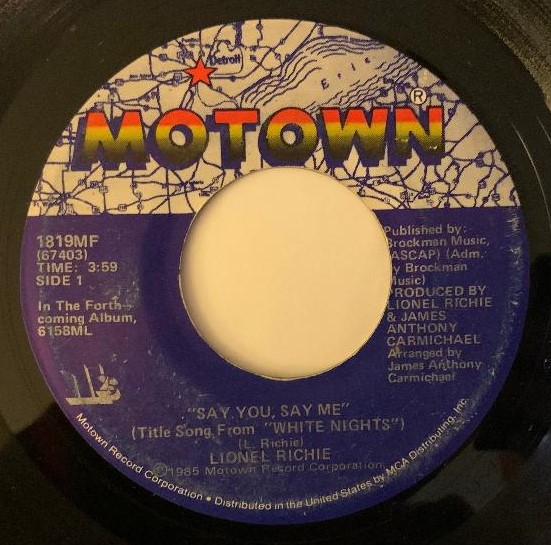 Detroit
Erie
MOTOWN®
1819MF
(67403)
TIME: 3:59
SIDE 1
In The Forth-
coming Album,
6158ML
Published by:
Brockman Music,
(ASCAP) (Adm.
by Brockman
Music)
PRODUCED BY
LIONEL RICHIE
& JAMES
ANTHONY
CARMICHAEL
Arranged by
James Anthony
Carmichael
"SAY YOU, SAY ME"
(Title Song From "WHITE NIGHTS")
(L. Richie)
LIONEL RICHIE
©1985 Motown Record Corporation
Motown Record Corporation • Distributed in the United States by MCA Distributing, Inc.